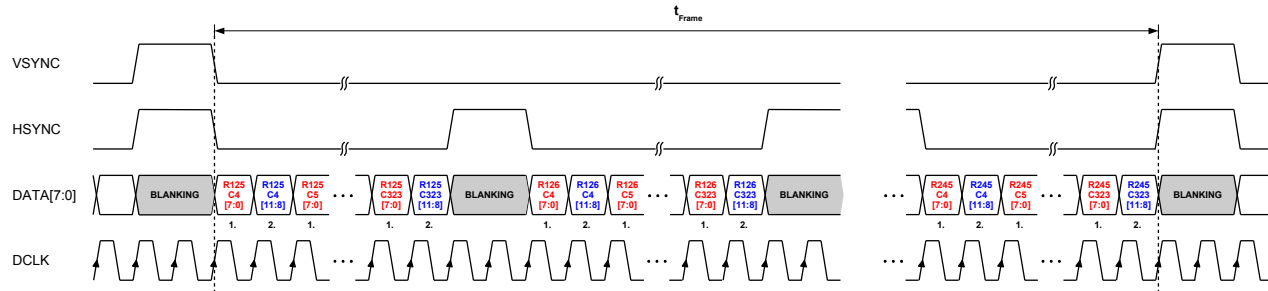 tFrame
VSYNC
HSYNC
DATA[7:0]
BLANKING
R125 C4 [7:0]
R125 C4 [11:8]
R125 C5 [7:0]
...
R125 C323 [7:0]
R125 C323 [11:8]
BLANKING
R126 C4 [7:0]
R126 C4 [11:8]
R126 C5 [7:0]
...
R126 C323 [7:0]
R126 C323 [11:8]
BLANKING
...
R245 C4 [7:0]
R245 C4 [11:8]
R245 C5 [7:0]
...
R245 C323 [7:0]
R245 C323 [11:8]
BLANKING
1. 2. 1. 1. 2. 1. 2. 1. 1. 2. 1. 2. 1. 1. 2.
DCLK
... ... ... ...